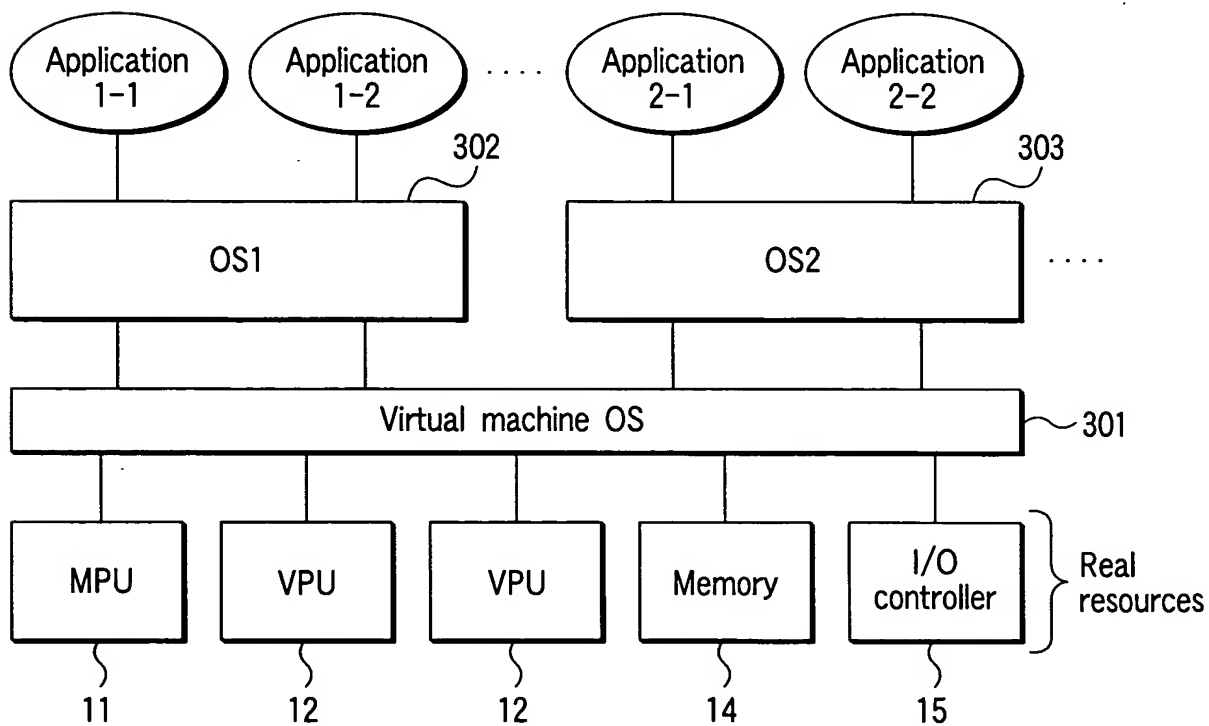 Application
1-1
Application
1-2
....
Application
2-1
Application
2-2
302
303
OS1
OS2
....
Virtual machine OS
301
MPU
VPU
VPU
Memory
I/O
controller
Real
resources
11
12
12
14
15